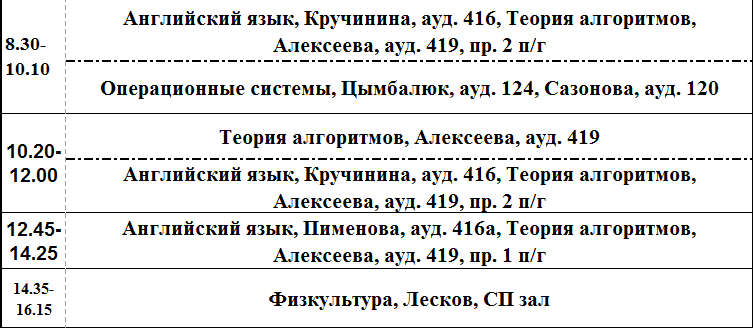 8.30-
10.10
Английский язык, Кручинина, ауд. 416, Теория алгоритмов,
Алексеева, ауд. 419, пр. 2 п/г
Операционные системы, Цымбалюк, ауд. 124, Сазонова, ауд. 120
10.20-
12.00
Теория алгоритмов, Алексеева, ауд. 419
Английский язык, Кручинина, ауд. 416, Теория алгоритмов,
Алексеева, ауд. 419, пр. 2 п/г
12.45-
14.25
Английский язык, Пименова, ауд. 416а, Теория алгоритмов,
Алексеева, ауд. 419, пр. 1 п/г
14.35-
16.15
Физкультура, Лесков, СП зал